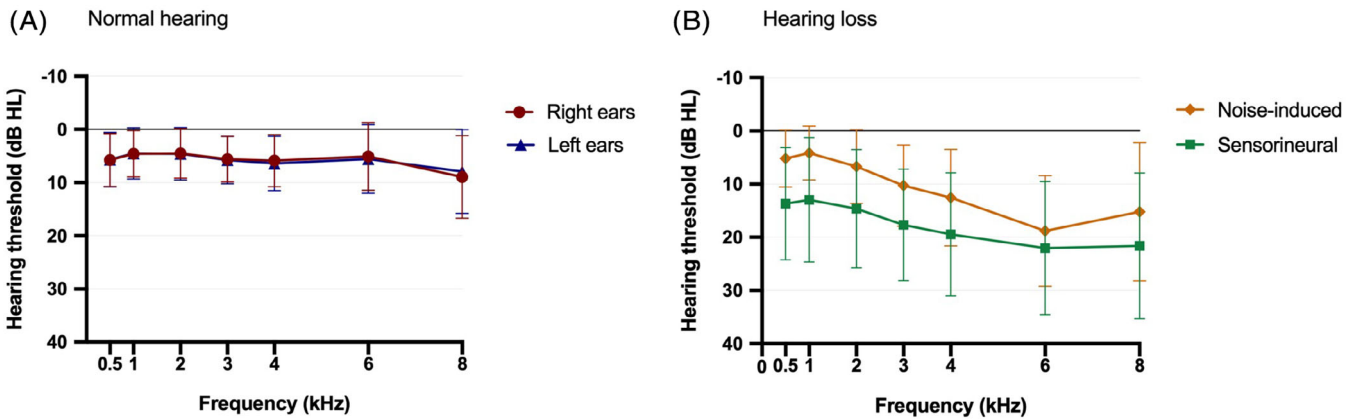 (A) Normal hearing
Hearing threshold (dB HL)
-10
0
10
20
30
40
0.5 1 2 3 4 6 8
Frequency (kHz)
Right ears
Left ears
(B) Hearing loss
Hearing threshold (dB HL)
-10
0
10
20
30
40
0 0.5 1 2 3 4 6 8
Frequency (kHz)
Noise-induced
Sensorineural